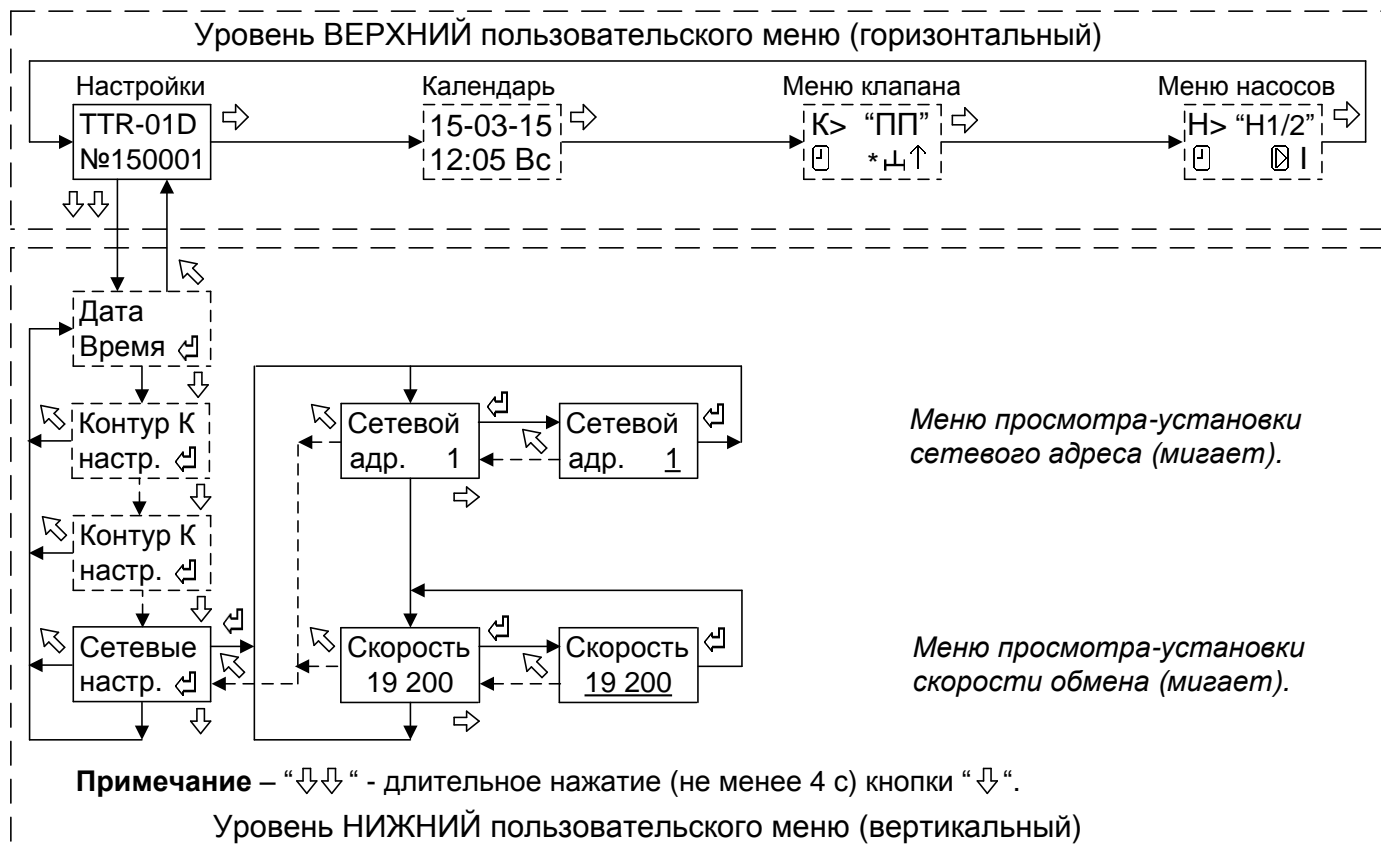 Уровень ВЕРХНИЙ пользовательского меню (горизонтальный)
Настройки
Календарь
Меню клапана
Меню насосов
TTR-01D
№150001
15-03-15
12:05 Вс
К> “ПП”
*
Н> “Н1/2”
I
Дата
Время
Контур К
настр.
Контур К
настр.
Сетевые
настр.
Сетевой
адр. 1
Сетевой
адр. 1
Меню просмотра-установки
сетевого адреса (мигает).
Скорость
19 200
Скорость
19 200
Меню просмотра-установки
скорости обмена (мигает).
Примечание – “⇩⇩ “ - длительное нажатие (не менее 4 с) кнопки “ ⇩ “.
Уровень НИЖНИЙ пользовательского меню (вертикальный)